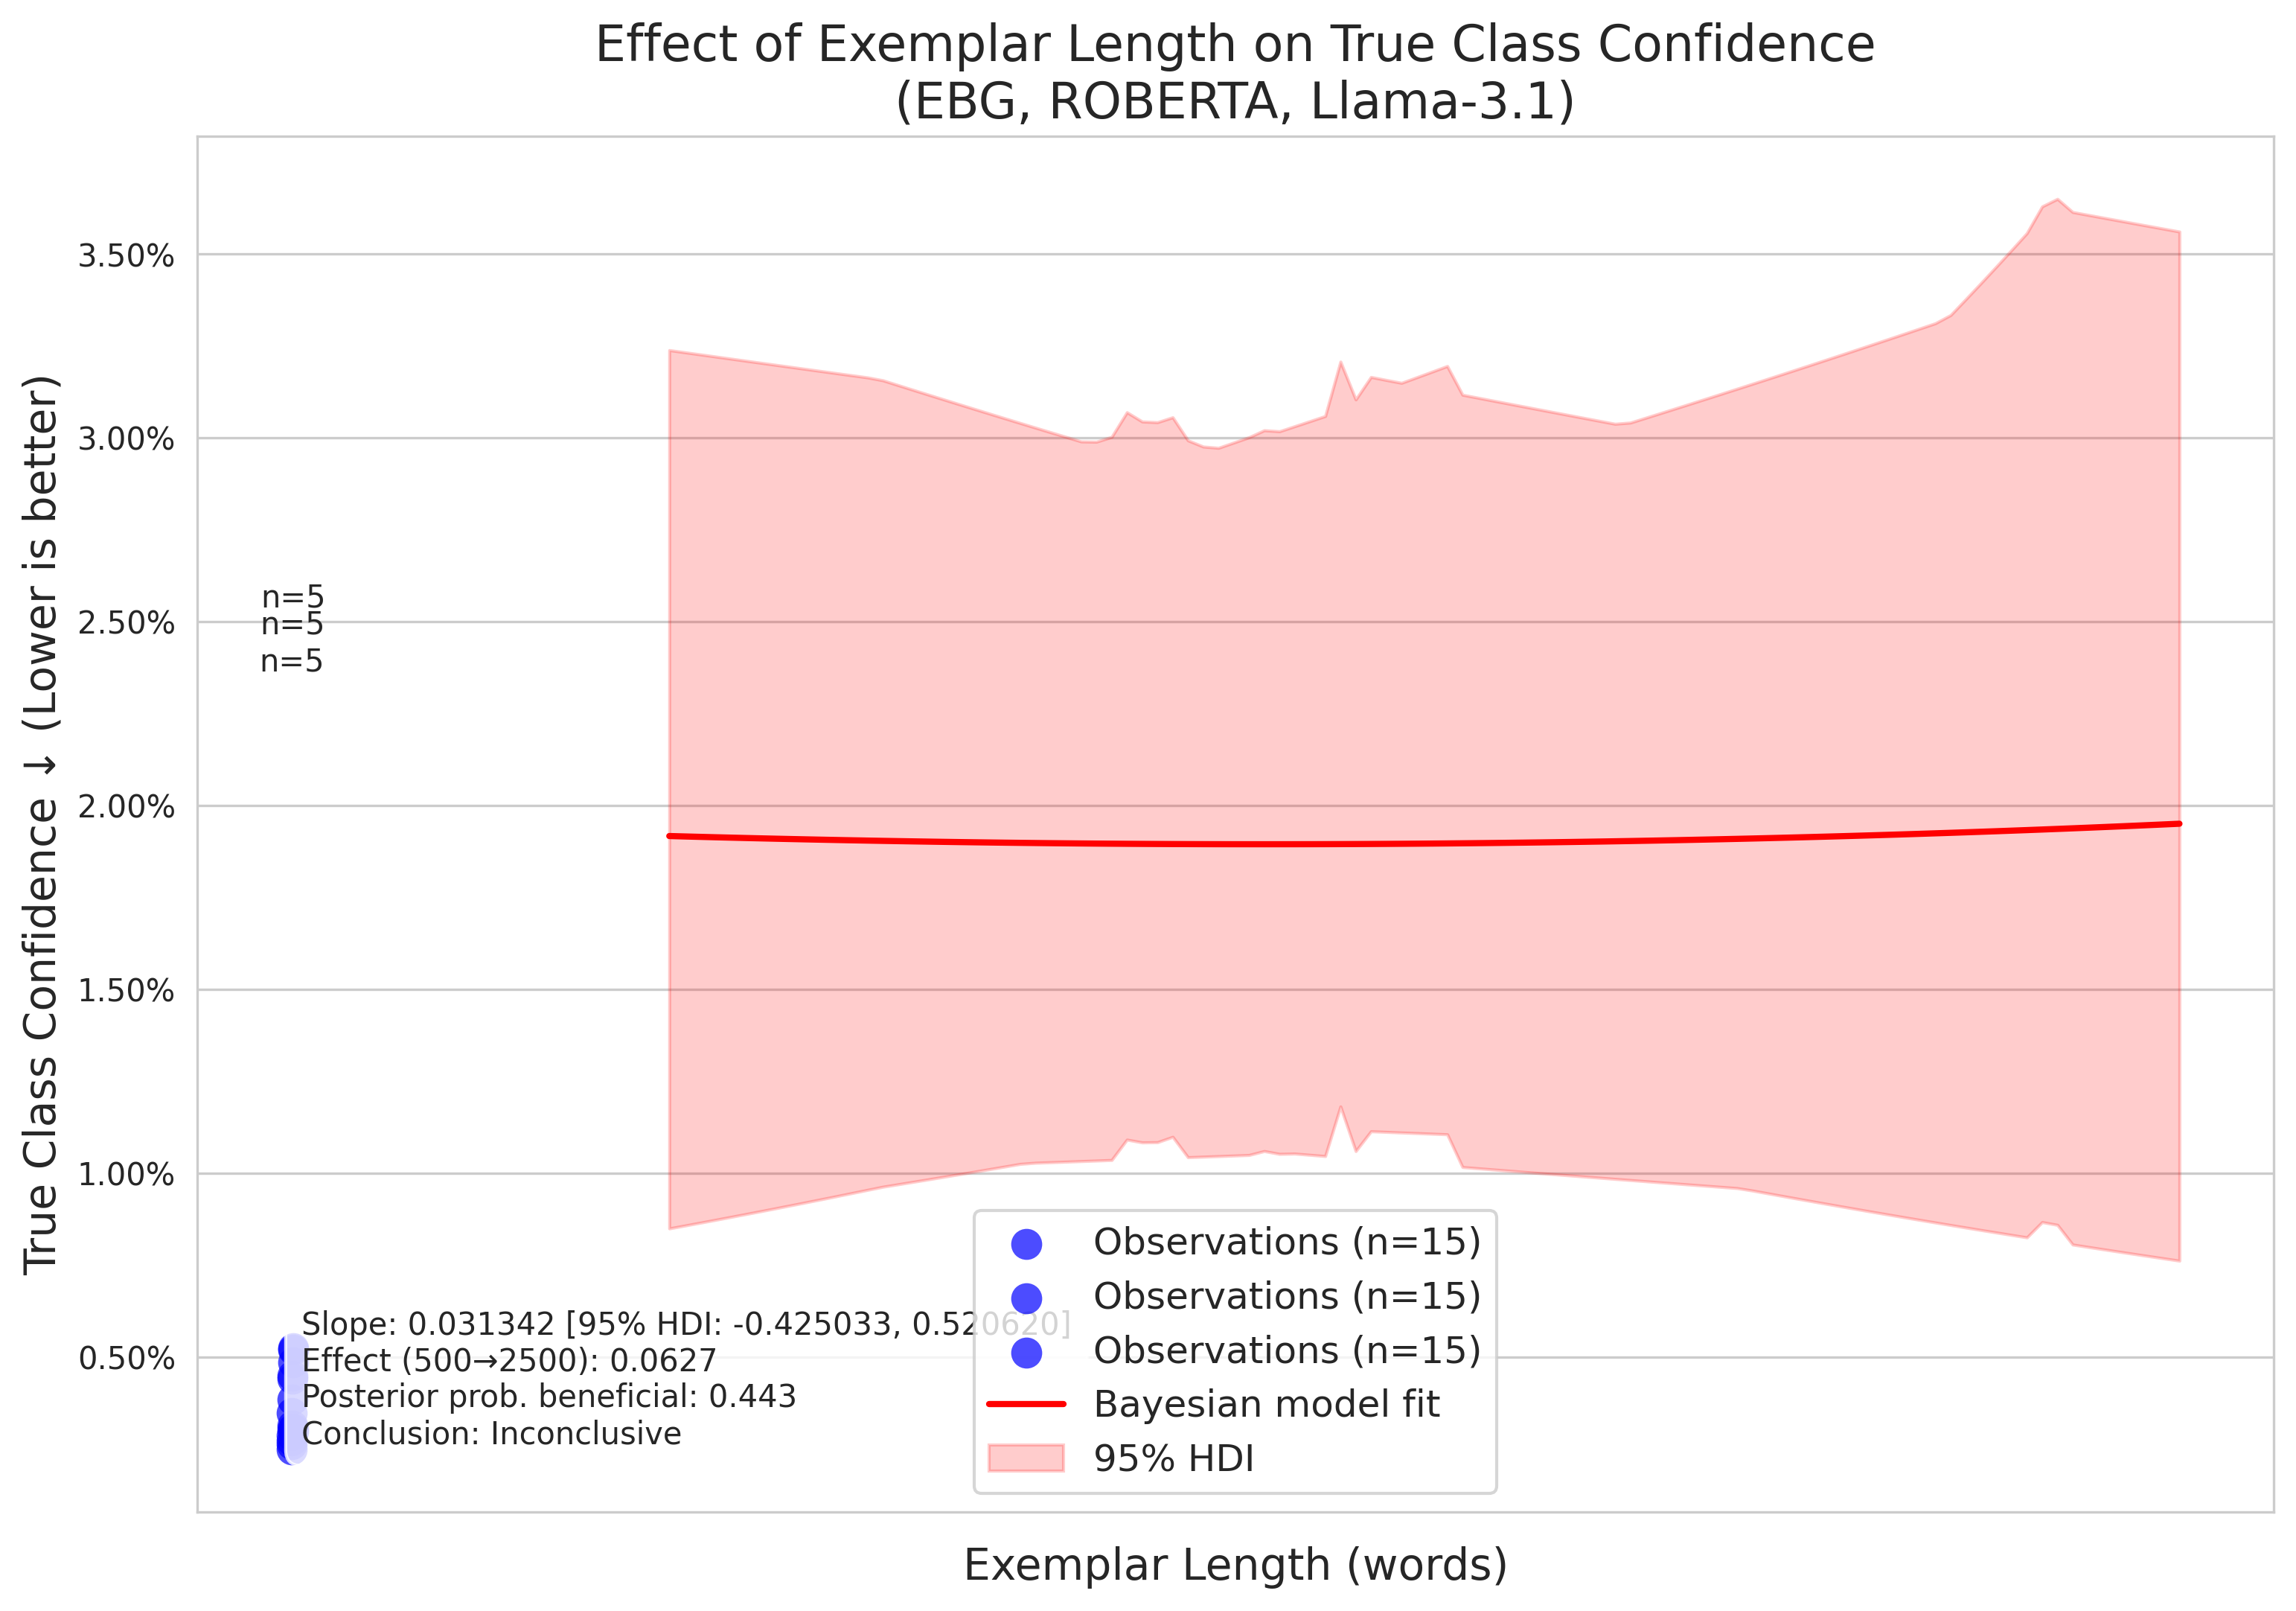 Effect of Exemplar Length on True Class Confidence
(EBG, ROBERTA, Llama-3.1)
True Class Confidence ↓ (Lower is better)
3.50%
3.00%
2.50%
2.00%
1.50%
1.00%
0.50%
n=5
n=5
n=5
Slope: 0.031342 [95% HDI: -0.425033, 0.520620]
Effect (500→2500): 0.0627
Posterior prob. beneficial: 0.443
Conclusion: Inconclusive
Observations (n=15)
Observations (n=15)
Observations (n=15)
Bayesian model fit
95% HDI
Exemplar Length (words)